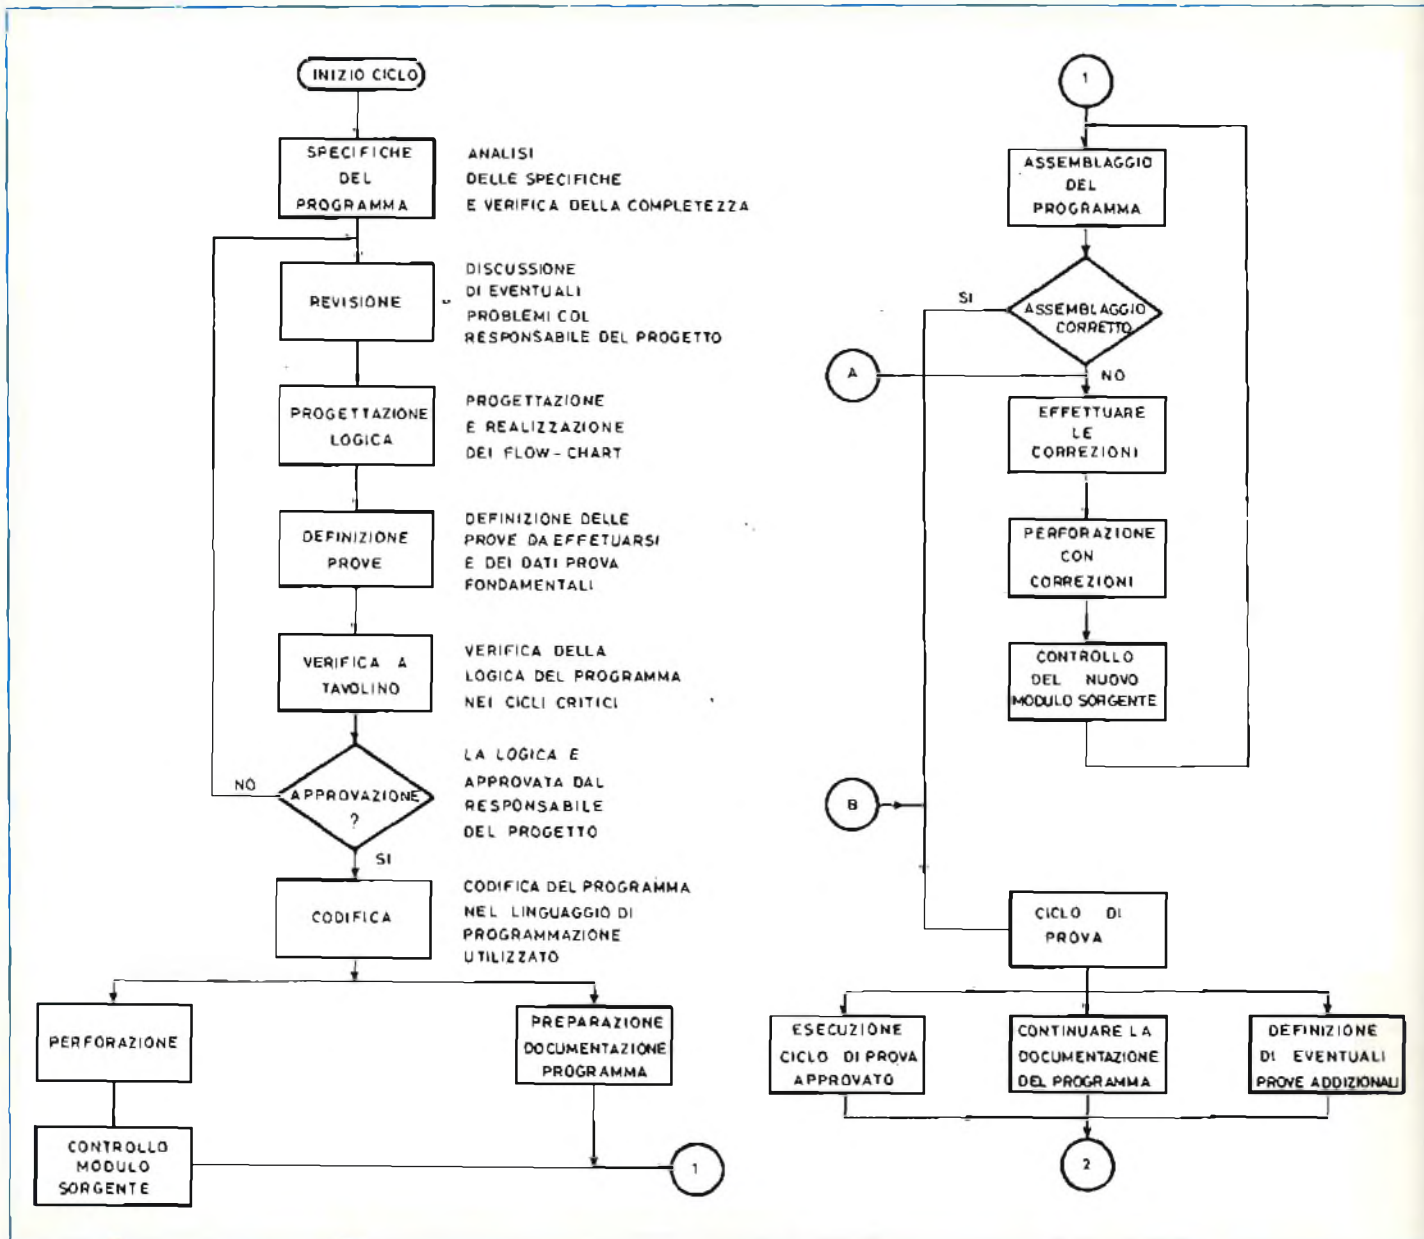 INIZIO CICLO
SPECIFICHE
DEL
PROGRAMMA
ANALISI
DELLE SPECIFICHE
E VERIFICA DELLA COMPLETEZZA
REVISIONE
DISCUSSIONE
DI EVENTUALI
PROBLEMI COL
RESPONSABILE DEL PROGETTO
PROGETTAZIONE
LOGICA
PROGETTAZIONE
E REALIZZAZIONE
DEI FLOW-CHART
DEFINIZIONE
PROVE
DEFINIZIONE DELLE
PROVE DA EFFETUARSI
E DEI DATI PROVA
FONDAMENTALI
VERIFICA A
TAVOLINO
VERIFICA DELLA
LOGICA DEL PROGRAMMA
NEI CICLI CRITICI
NO
APPROVAZIONE
?
SI
LA LOGICA E
APPROVATA DAL
RESPONSABILE
DEL PROGETTO
CODIFICA
CODIFICA DEL PROGRAMMA
NEL LINGUAGGIO DI
PROGRAMMAZIONE
UTILIZZATO
PERFORAZIONE
PREPARAZIONE
DOCUMENTAZIONE
PROGRAMMA
CONTROLLO
MODULO
SORGENTE
1
1
ASSEMBLAGGIO
DEL
PROGRAMMA
SI
ASSEMBLAGGIO
CORRETTO
A
NO
EFFETTUARE
LE
CORREZIONI
PERFORAZIONE
CON
CORREZIONI
CONTROLLO
DEL NUOVO
MODULO SORGENTE
B
CICLO DI
PROVA
ESECUZIONE
CICLO DI PROVA
APPROVATO
CONTINUARE LA
DOCUMENTAZIONE
DEL PROGRAMMA
DEFINIZIONE
DI EVENTUALI
PROVE ADDIZIONALI
2